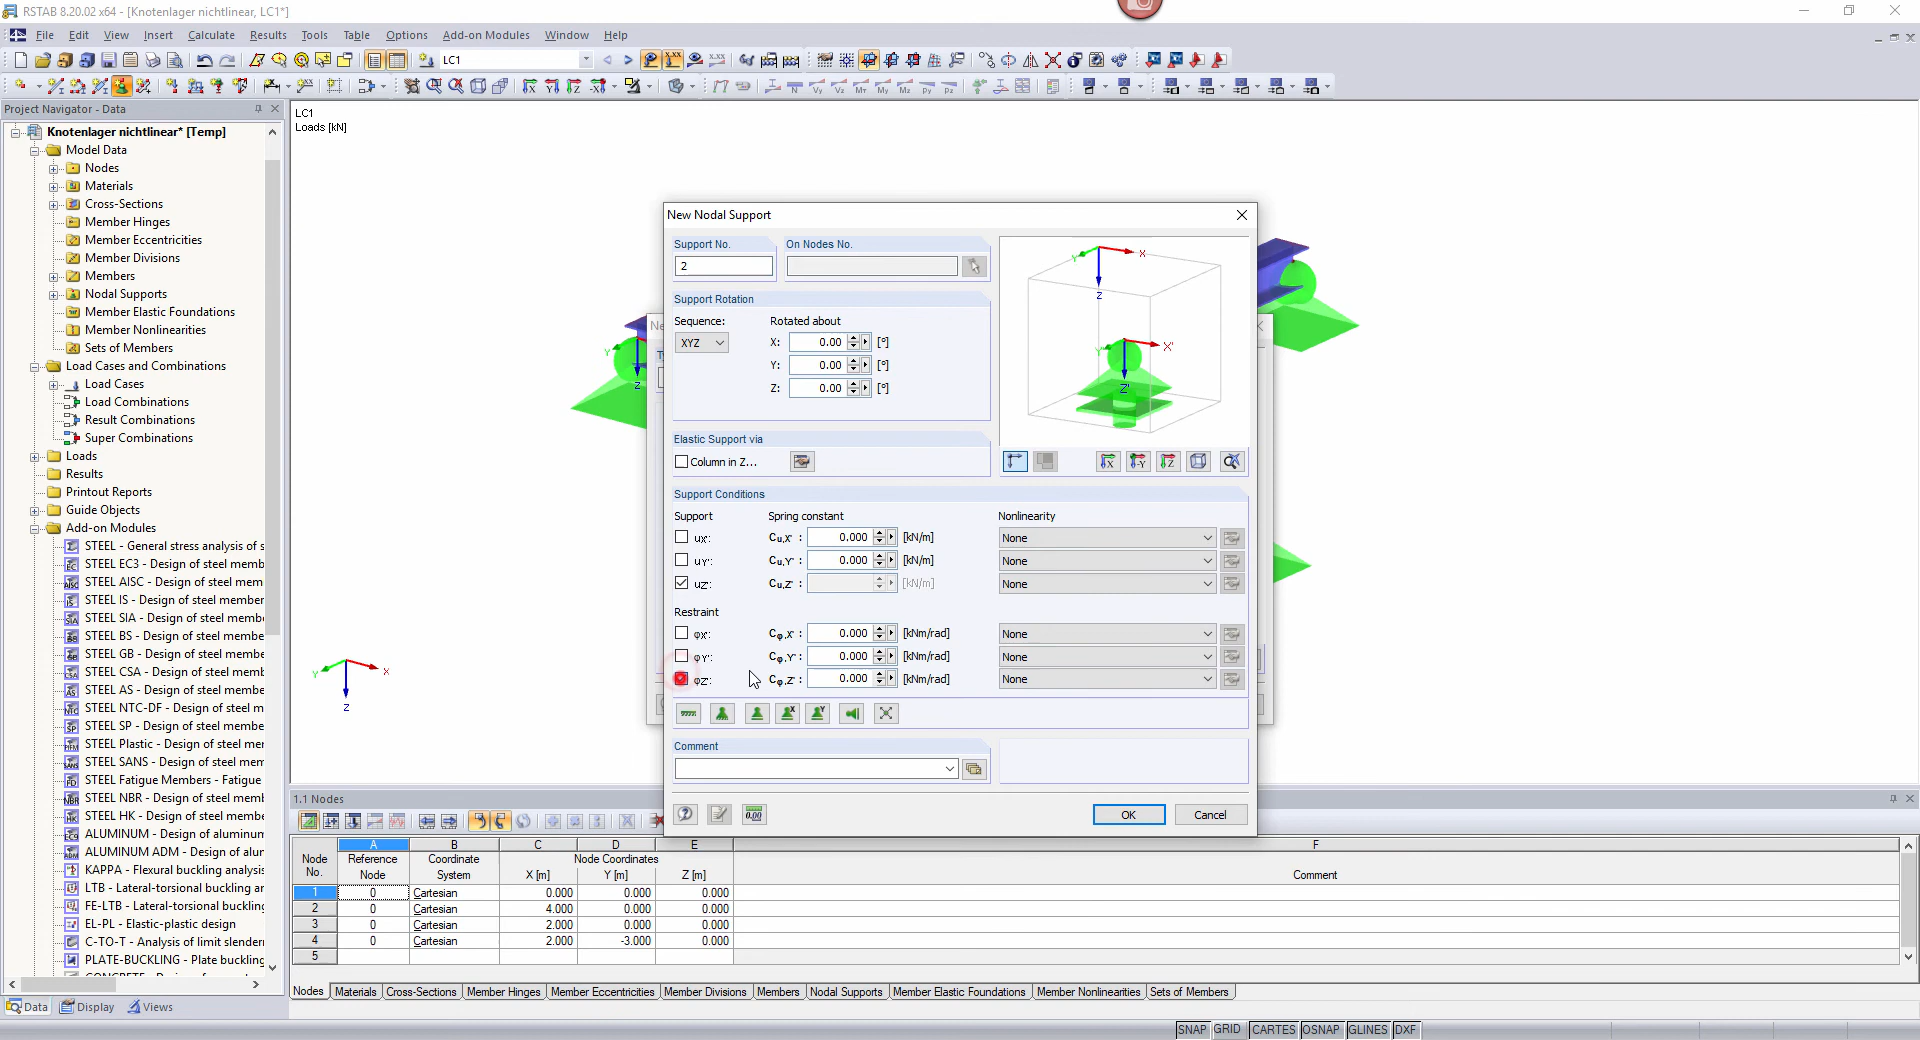 RSTAB 8.20.02 x64 - [Knotenlager nichtlinear, LC1*]
File Edit View Insert Calculate Results Tools Table Options Add-on Modules Window Help
LC1
Project Navigator - Data
Knotenlager nichtlinear* [Temp]
Model Data
Nodes
Materials
Cross-Sections
Member Hinges
Member Eccentricities
Member Divisions
Members
Nodal Supports
Member Elastic Foundations
Member Nonlinearities
Sets of Members
Load Cases and Combinations
Load Cases
Load Combinations
Result Combinations
Super Combinations
Loads
Results
Printout Reports
Guide Objects
Add-on Modules
STEEL - General stress analysis of s
STEEL EC3 - Design of steel memb
STEEL AISC - Design of steel mem
STEEL IS - Design of steel member
STEEL SIA - Design of steel membe
STEEL BS - Design of steel membe
STEEL GB - Design of steel membe
STEEL CSA - Design of steel memb
STEEL AS - Design of steel membe
STEEL NTC-DF - Design of steel m
STEEL SP - Design of steel membe
STEEL Plastic - Design of steel mer
STEEL SANS - Design of steel mem
STEEL Fatigue Members - Fatigue
STEEL NBR - Design of steel memb
STEEL HK - Design of steel membe
ALUMINUM - Design of aluminum
ALUMINUM ADM - Design of alur
KAPPA - Flexural buckling analysis
LTB - Lateral-torsional buckling ar
FE-LTB - Lateral-torsional buckling
EL-PL - Elastic-plastic design
C-TO-T - Analysis of limit slender
PLATE-BUCKLING - Plate buckling
Data Display Views
LC1
Loads [kN]
Y
Z
X
Y
Z
New Nodal Support
Support No.
2
On Nodes No.
Support Rotation
Sequence:
XYZ
Rotated about
X: 0.00 [°]
Y: 0.00 [°]
Z: 0.00 [°]
Elastic Support via
Column in Z...
X
Y
Z
X'
Y'
Z'
Support Conditions
Support Spring constant Nonlinearity
uX': Cu,X' : 0.000 [kN/m] None
uY': Cu,Y' : 0.000 [kN/m] None
uZ': Cu,Z' : [kN/m] None
Restraint
φX': Cφ,X' : 0.000 [kNm/rad] None
φY': Cφ,Y' : 0.000 [kNm/rad] None
φZ': Cφ,Z' : 0.000 [kNm/rad] None
Comment
OK Cancel
1.1 Nodes
A B C D E F
Node Reference Coordinate Node Coordinates
No. Node System X [m] Y [m] Z [m] Comment
1 0 Cartesian 0.000 0.000 0.000
2 0 Cartesian 4.000 0.000 0.000
3 0 Cartesian 2.000 0.000 0.000
4 0 Cartesian 2.000 -3.000 0.000
5
Nodes Materials Cross-Sections Member Hinges Member Eccentricities Member Divisions Members Nodal Supports Member Elastic Foundations Member Nonlinearities Sets of Members
SNAP GRID CARTES OSNAP GLINES DXF